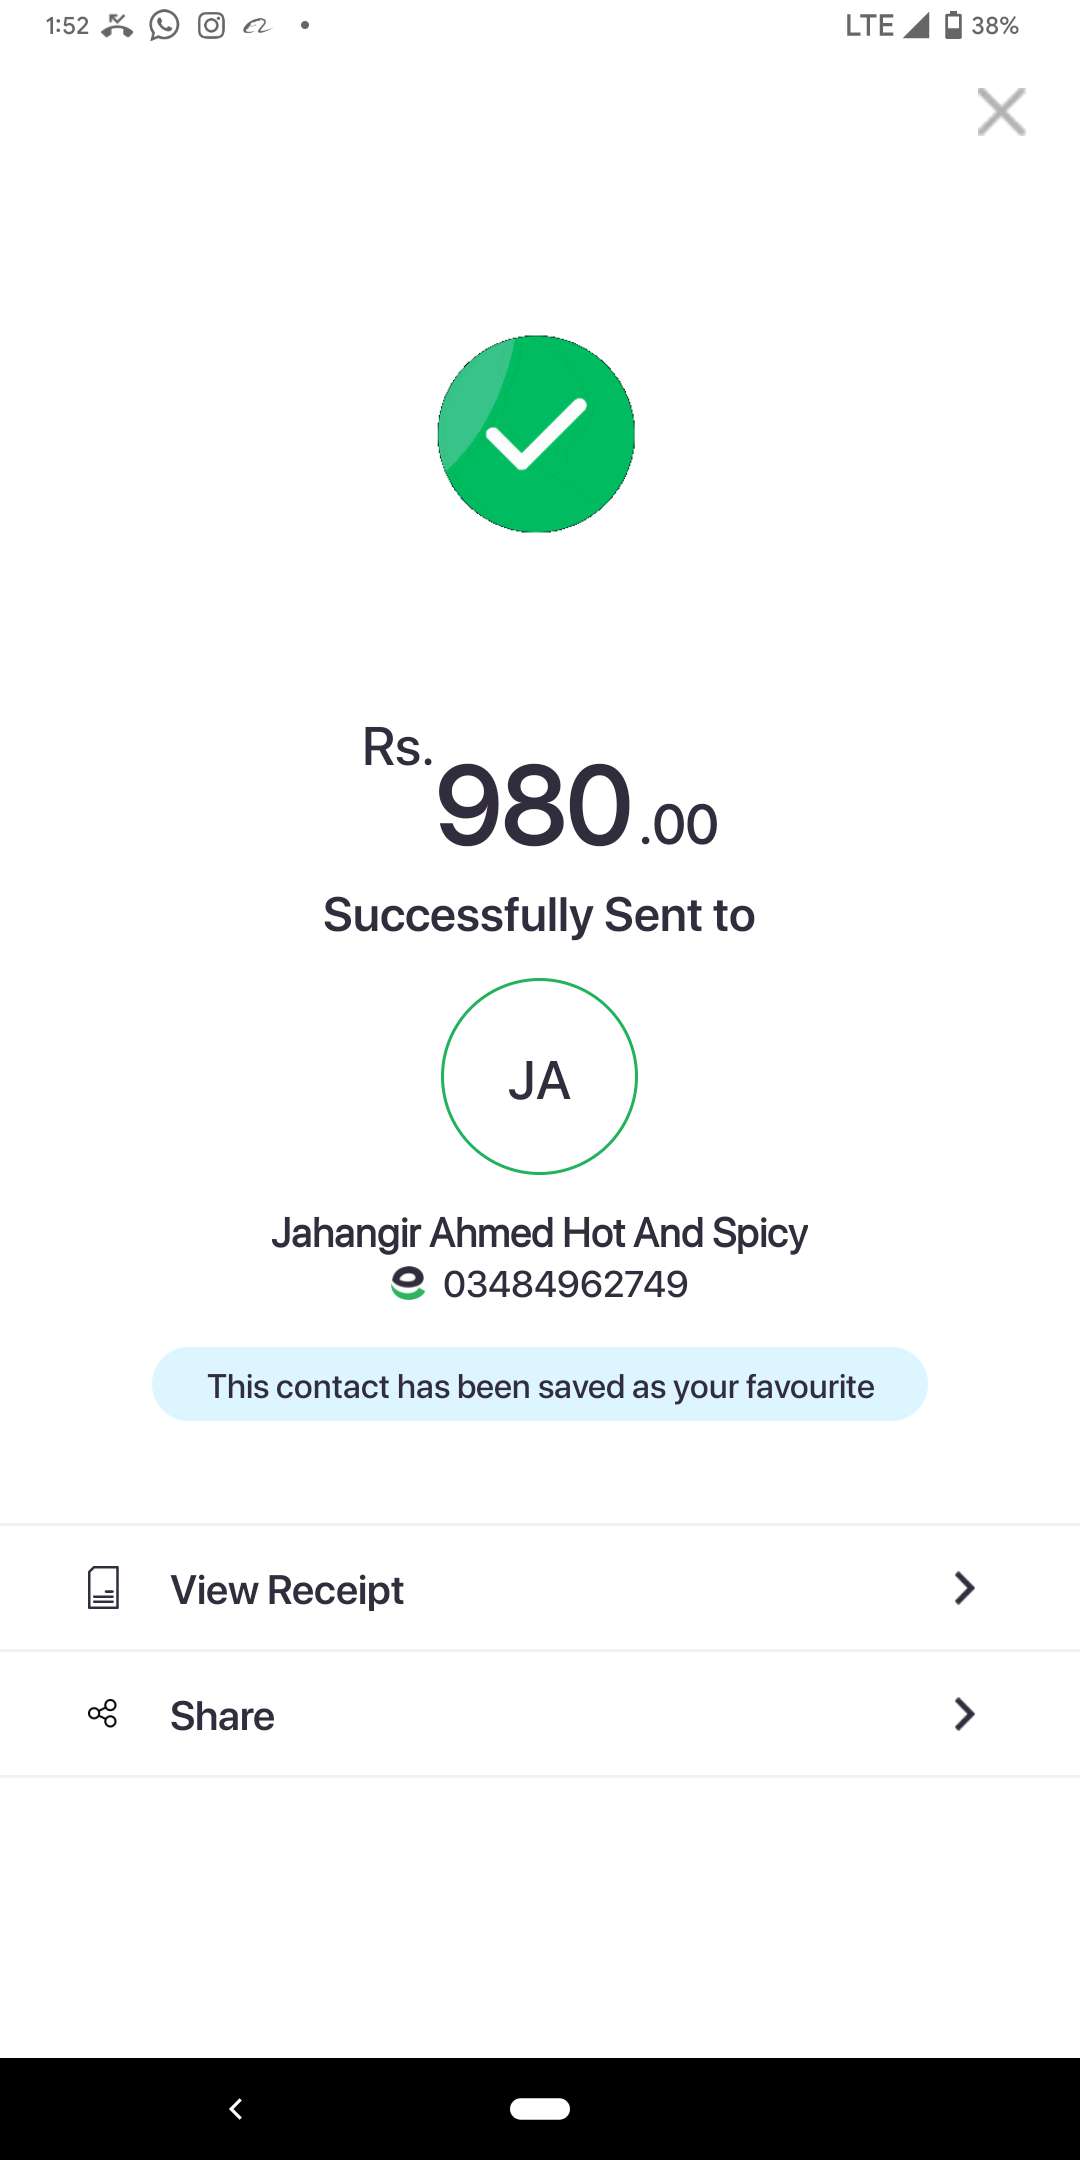 1:52
LTE 38%
Rs. 980.00
Successfully Sent to
JA
Jahangir Ahmed Hot And Spicy
03484962749
This contact has been saved as your favourite
View Receipt
Share